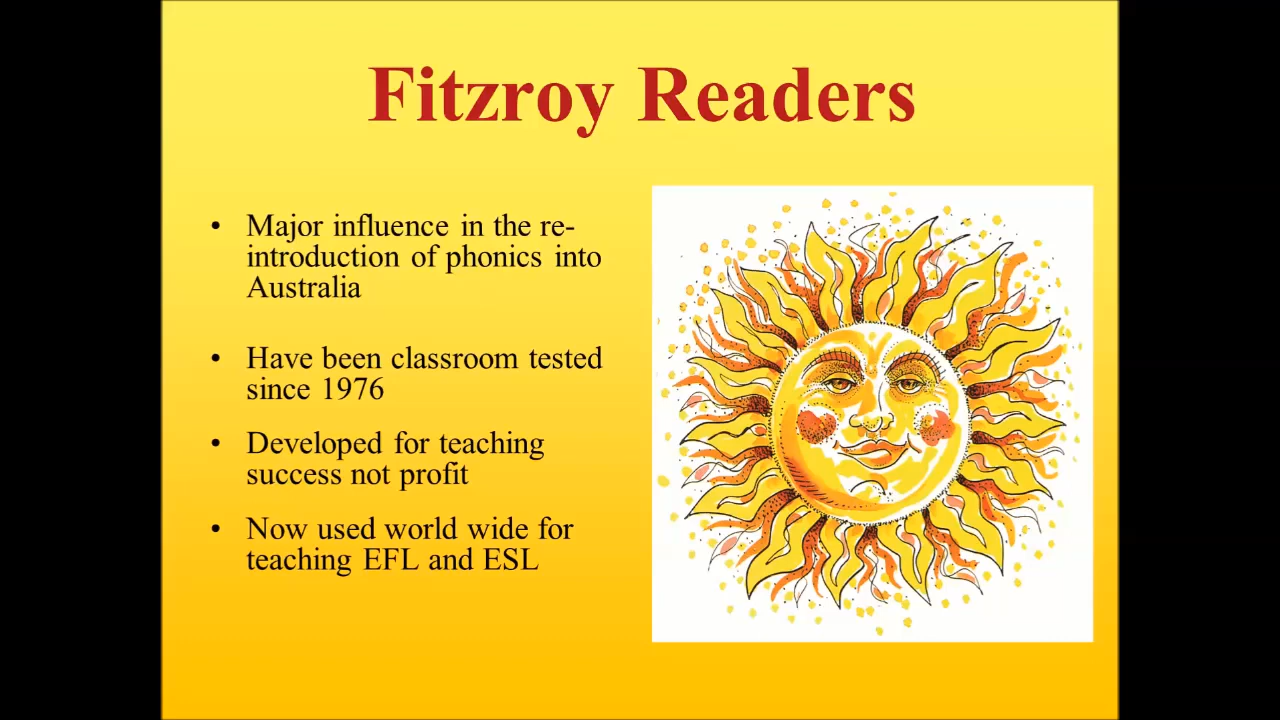 Fitzroy Readers
• Major influence in the re-
introduction of phonics into
Australia
• Have been classroom tested
since 1976
• Developed for teaching
success not profit
• Now used world wide for
teaching EFL and ESL